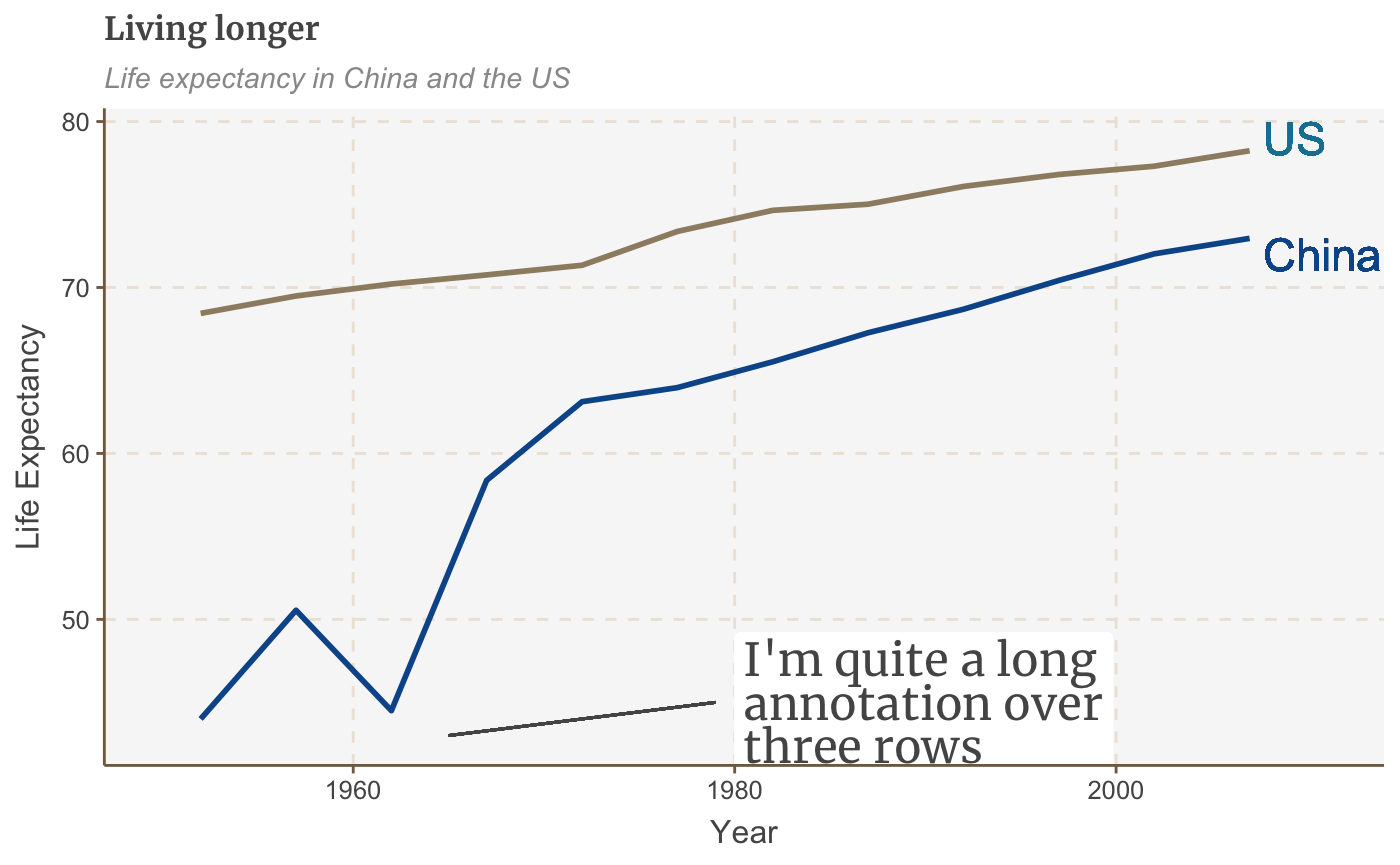 Living longer
Life expectancy in China and the US
80
70
60
50
Life Expectancy
US
China
I'm quite a long
annotation over
three rows
1960
1980
2000
Year